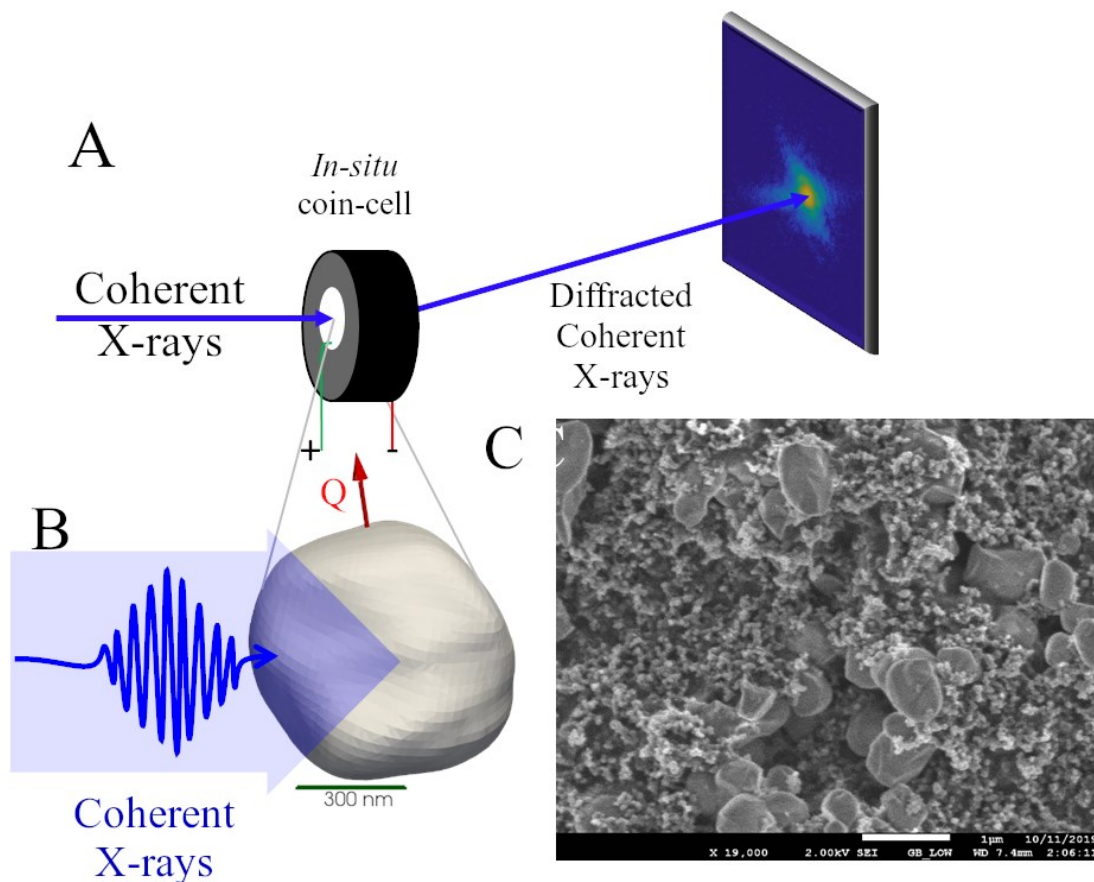 A
In-situ
coin-cell
Coherent
X-rays
Diffracted
Coherent
X-rays
+
-
Q
B
300 nm
Coherent
X-rays
C
1μm 10/11/2019
X 19,000 2.00kV SEI GB_LOW WD 7.4mm 2:06:11